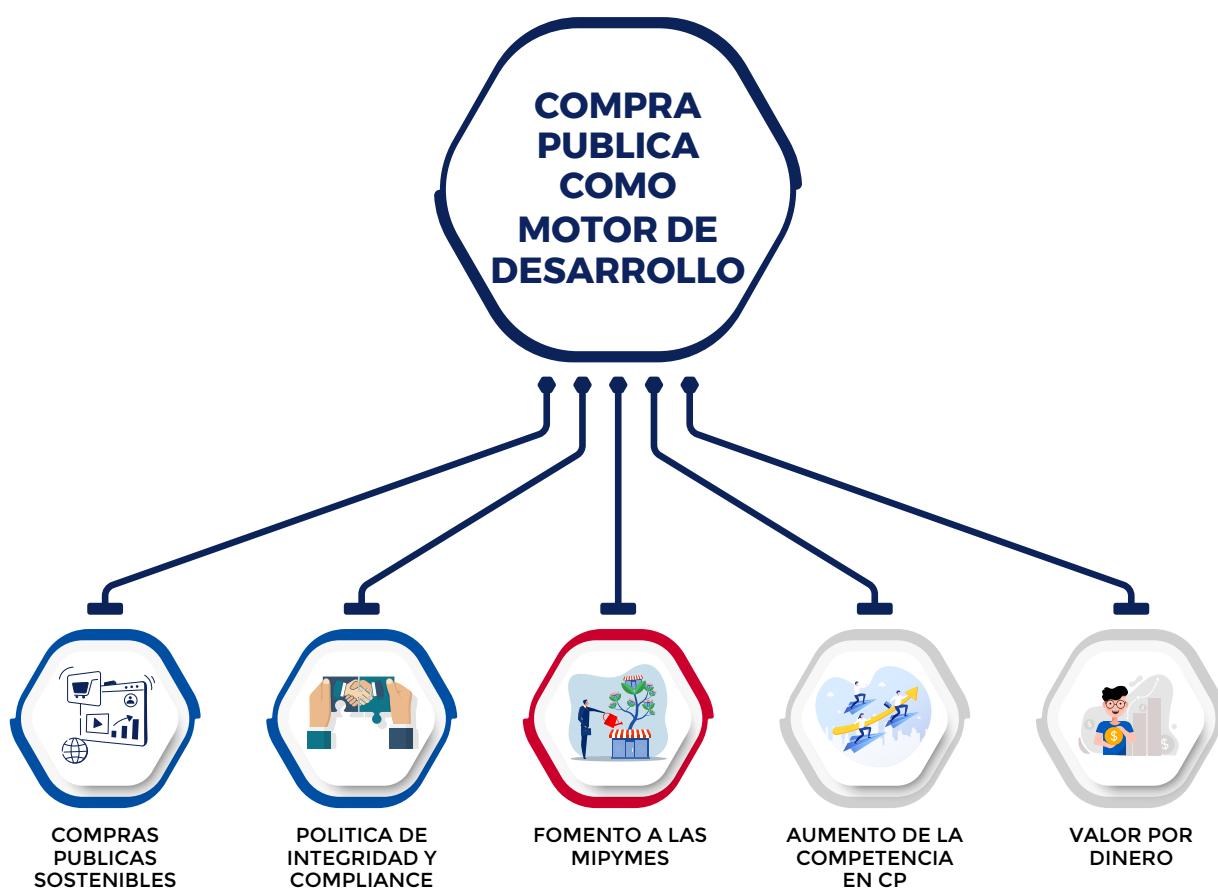 COMPRA
PUBLICA
COMO
MOTOR DE
DESARROLLO
COMPRAS
PUBLICAS
SOSTENIBLES
POLITICA DE
INTEGRIDAD Y
COMPLIANCE
FOMENTO A LAS
MIPYMES
AUMENTO DE LA
COMPETENCIA
EN CP
VALOR POR
DINERO